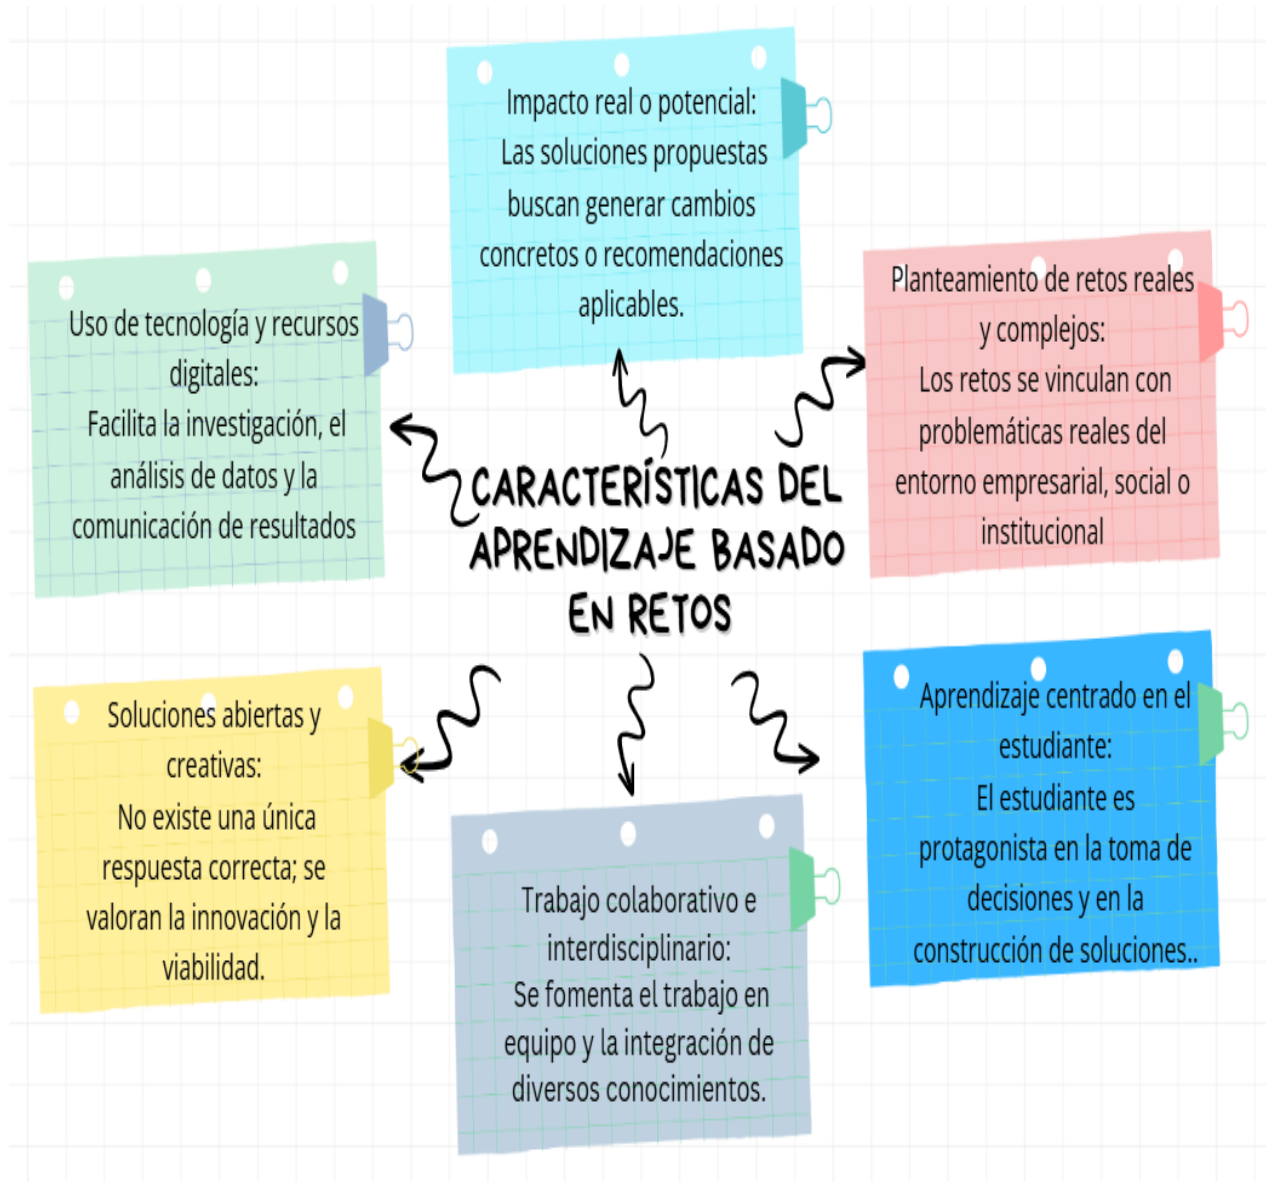 Impacto real o potencial:
Las soluciones propuestas
buscan generar cambios
concretos o recomendaciones
aplicables.
Uso de tecnología y recursos
digitales:
Facilita la investigación, el
análisis de datos y la
comunicación de resultados
Planteamiento de retos reales
y complejos:
Los retos se vinculan con
problemáticas reales del
entorno empresarial, social o
institucional
CARACTERÍSTICAS DEL
APRENDIZAJE BASADO
EN RETOS
Soluciones abiertas y
creativas:
No existe una única
respuesta correcta; se
valoran la innovación y la
viabilidad.
Trabajo colaborativo e
interdisciplinario:
Se fomenta el trabajo en
equipo y la integración de
diversos conocimientos.
Aprendizaje centrado en el
estudiante:
El estudiante es
protagonista en la toma de
decisiones y en la
construcción de soluciones..